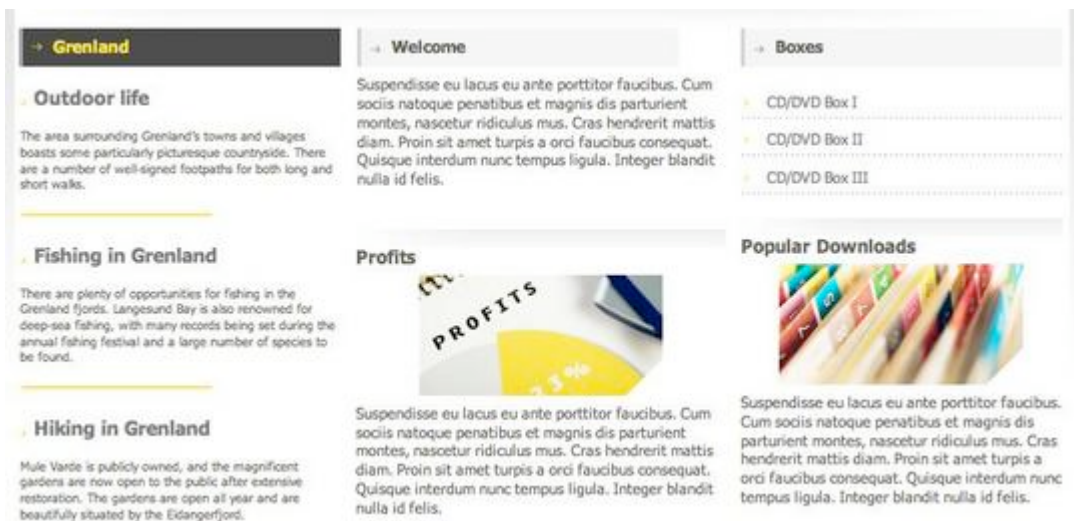 Grenland
Outdoor life
The area surrounding Grenland's towns and villages
boasts some particularly picturesque countryside. There
are a number of well-signed footpaths for both long and
short walks.
Fishing in Grenland
There are plenty of opportunities for fishing in the
Grenland fjords. Langesund Bay is also renowned for
deep-sea fishing, with many records being set during the
annual fishing festival and a large number of species to
be found.
Hiking in Grenland
Mule Varde is publicly owned, and the magnificent
gardens are now open to the public after extensive
restoration. The gardens are open all year and are
beautifully situated by the Eidangerfjord.
Welcome
Suspendisse eu lacus eu ante porttitor faucibus. Cum
sociis natoque penatibus et magnis dis parturient
montes, nascetur ridiculus mus. Cras hendrerit mattis
diam. Proin sit amet turpis a orci faucibus consequat.
Quisque interdum nunc tempus ligula. Integer blandit
nulla id felis.
Profits
PROFITS
23%
Suspendisse eu lacus eu ante porttitor faucibus. Cum
sociis natoque penatibus et magnis dis parturient
montes, nascetur ridiculus mus. Cras hendrerit mattis
diam. Proin sit amet turpis a orci faucibus consequat.
Quisque interdum nunc tempus ligula. Integer blandit
nulla id felis.
Boxes
CD/DVD Box I
CD/DVD Box II
CD/DVD Box III
Popular Downloads
Suspendisse eu lacus eu ante porttitor faucibus.
Cum sociis natoque penatibus et magnis dis
parturient montes, nascetur ridiculus mus. Cras
hendrerit mattis diam. Proin sit amet turpis a
orci faucibus consequat. Quisque interdum nunc
tempus ligula. Integer blandit nulla id felis.